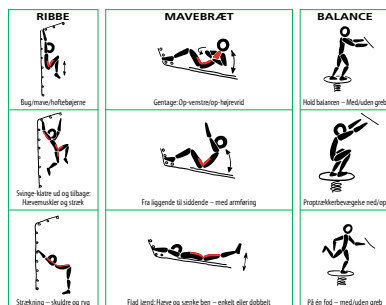 RIBBE
Bug/mave/hoftebøjerne
Svinge-klatre ud og tilbage:
Hævemuskler og stræk
Strækning – skuldre og ryg
MAVEBRÆT
Gentage: Op-venstre/op-højrevrid
Fra liggende til siddende – med armføring
Flad lænd: Hæve og sænke ben – enkelt eller dobbelt
BALANCE
Hold balancen – Med/uden greb
Proptrækkerbevægelse ned/op
På én fod – med/uden greb